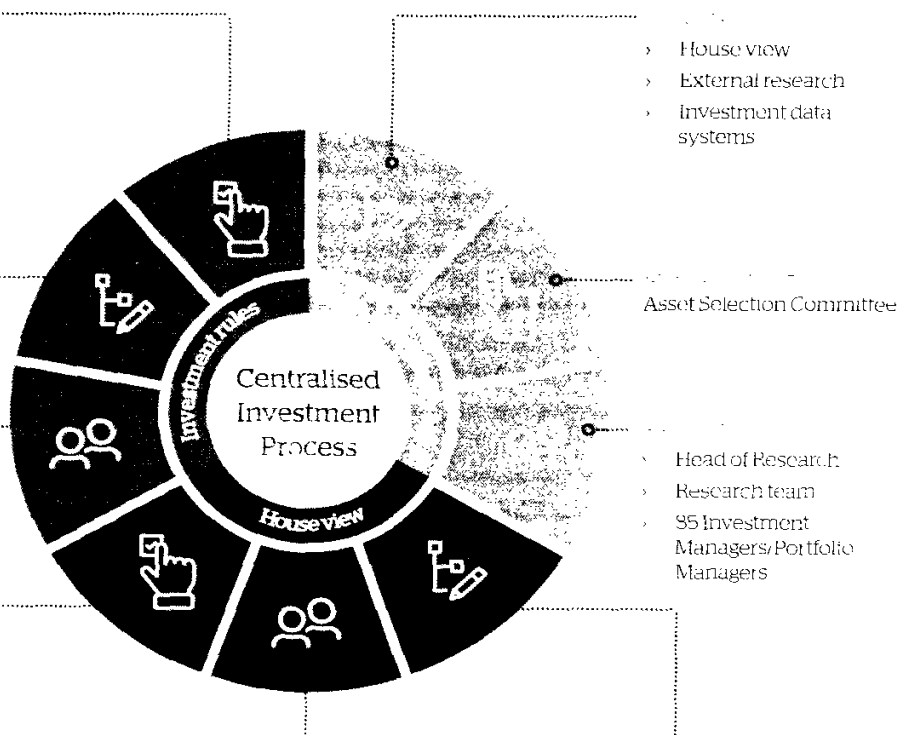 › House view
› External research
› Investment data
systems
Asset Selection Committee
Investment rules
Centralised
Investment
Process
House view
› Head of Research
› Research team
› 85 Investment
Managers/Portfolio
Managers